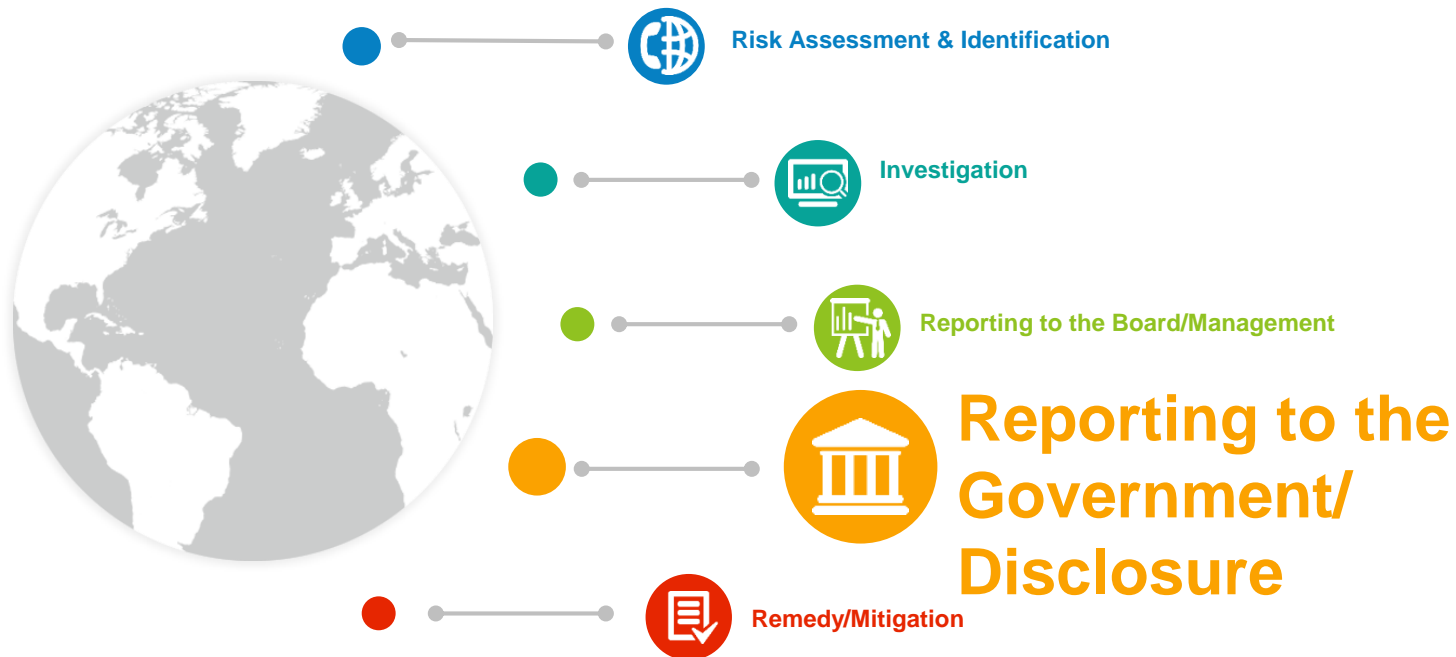 Risk Assessment & Identification
Investigation
Reporting to the Board/Management
Reporting to the
Government/
Disclosure
Remedy/Mitigation